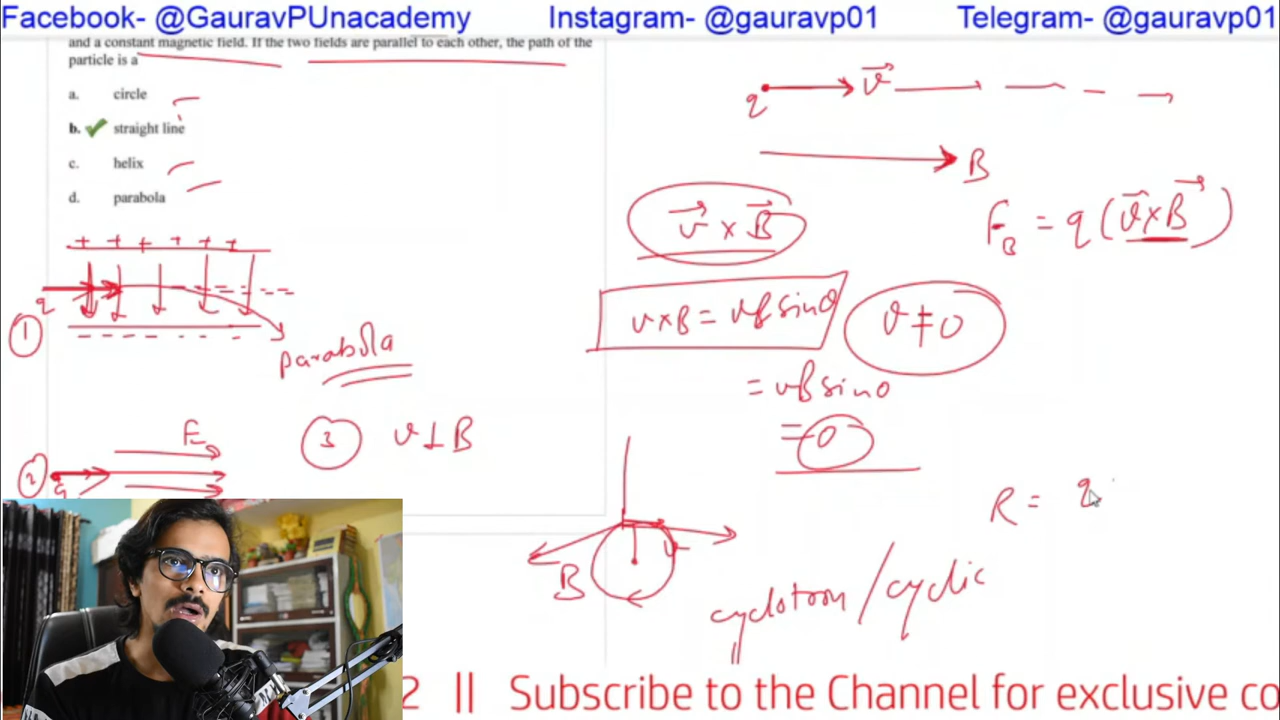 Facebook- @GauravPUnacademy Instagram- @gauravp01 Telegram- @gauravp01
and a constant magnetic field. If the two fields are parallel to each other, the path of the
particle is a
a. circle
b. straight line
c. helix
d. parabola
+ + + + + +
q
- - - - - - -
①
parabola
② q E
③ v ⊥ B
q v⃗
B
v⃗ × B⃗
F_B = q (v⃗ × B⃗)
v×B = vB sinθ
v ≠ 0
= vB sin0
= 0
B v
cyclotron / cyclic
R = q
2 || Subscribe to the Channel for exclusive co